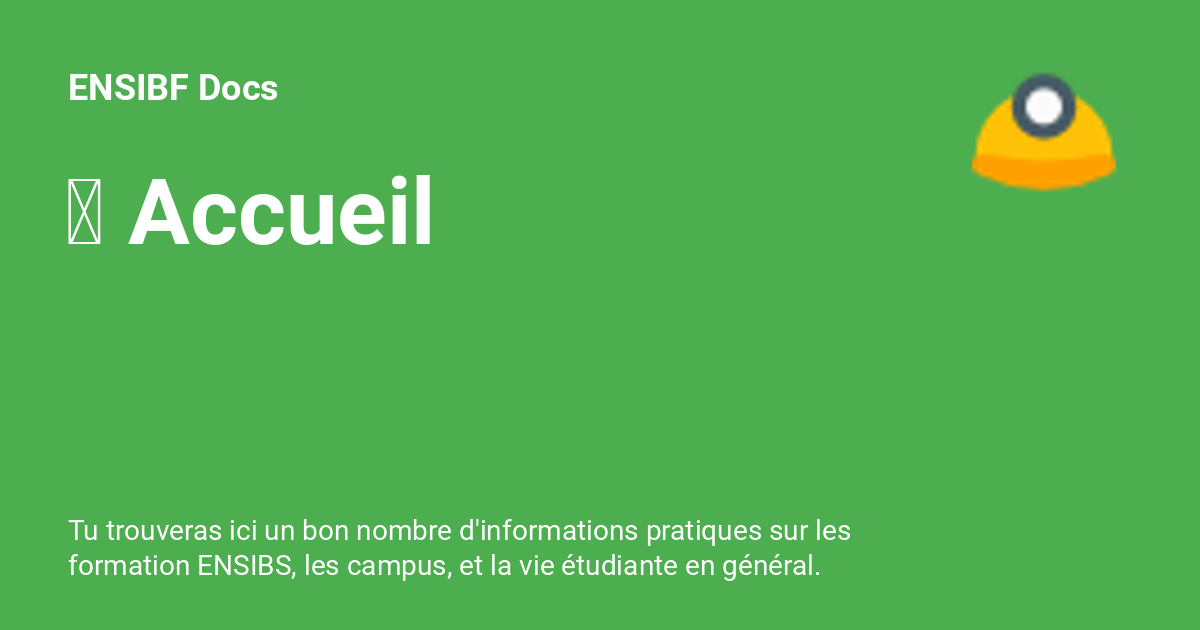 ENSIBF Docs
Accueil
Tu trouveras ici un bon nombre d'informations pratiques sur les
formation ENSIBS, les campus, et la vie étudiante en général.